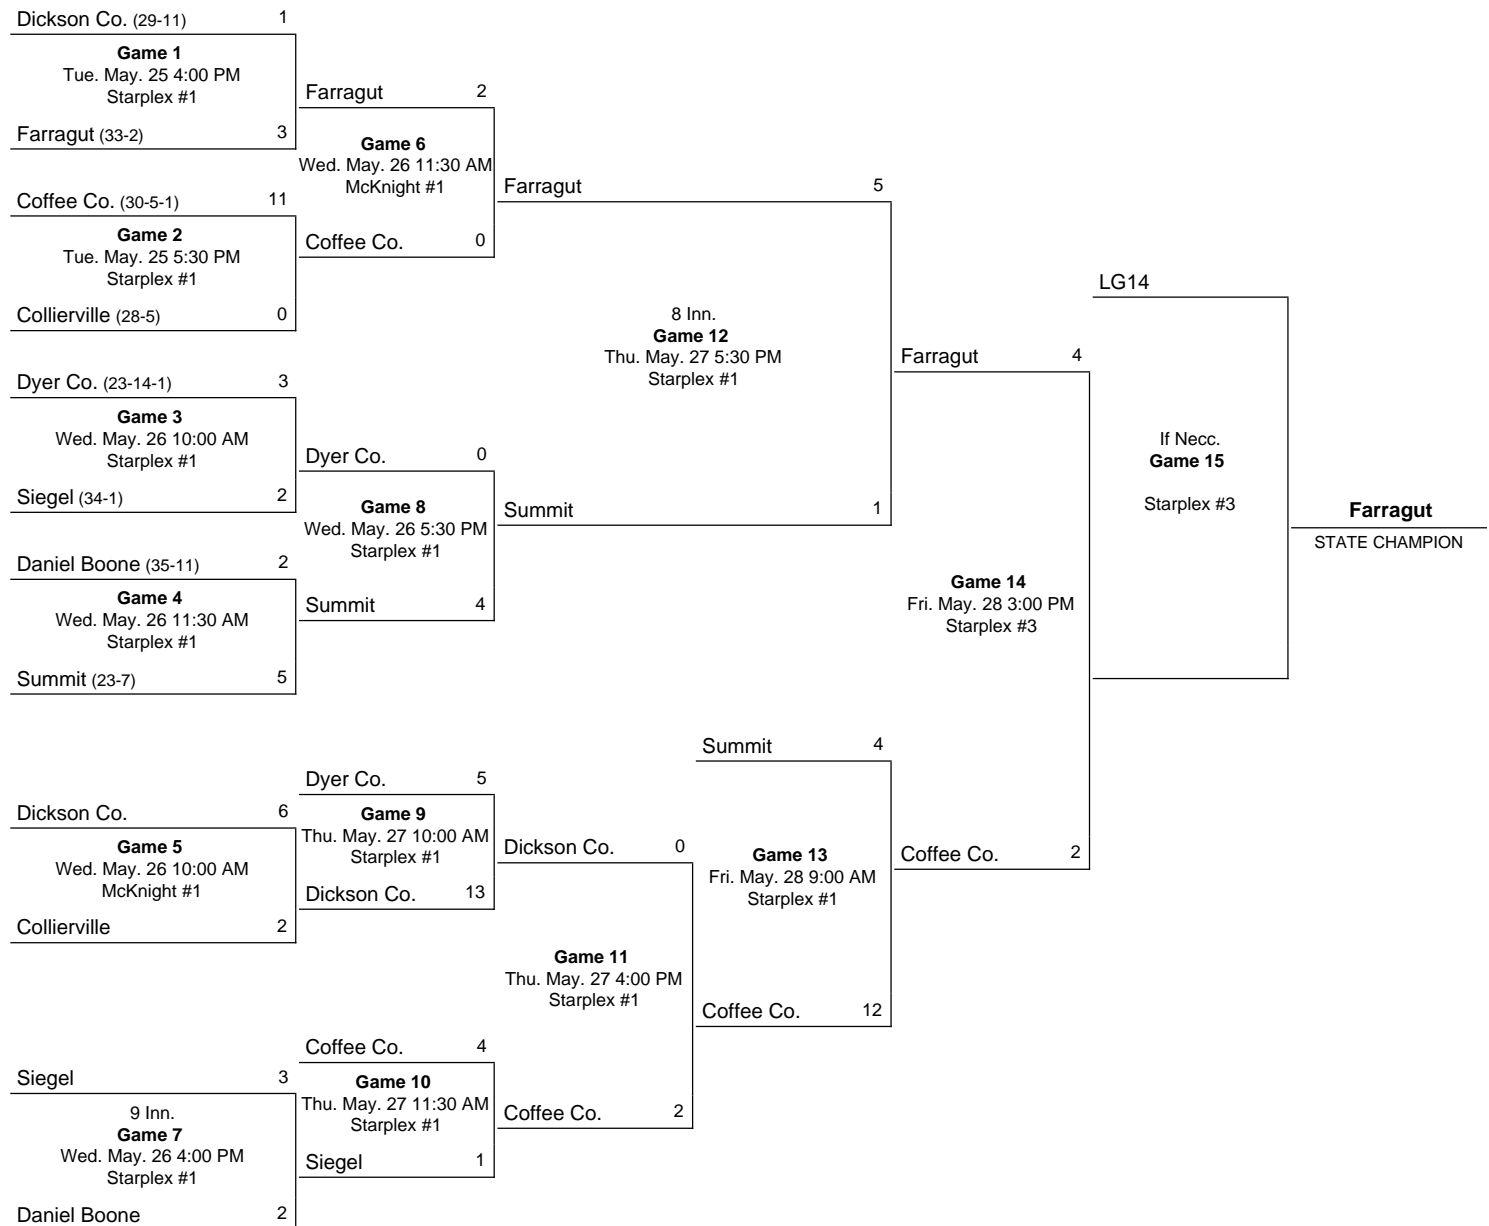 Dickson Co. (29-11) 1
Game 1
Tue. May. 25 4:00 PM
Starplex #1
Farragut (33-2) 3
Coffee Co. (30-5-1) 11
Game 2
Tue. May. 25 5:30 PM
Starplex #1
Collierville (28-5) 0
Dyer Co. (23-14-1) 3
Game 3
Wed. May. 26 10:00 AM
Starplex #1
Siegel (34-1) 2
Daniel Boone (35-11) 2
Game 4
Wed. May. 26 11:30 AM
Starplex #1
Summit (23-7) 5
Farragut 2
Game 6
Wed. May. 26 11:30 AM
McKnight #1
Coffee Co. 0
Dyer Co. 0
Game 8
Wed. May. 26 5:30 PM
Starplex #1
Summit 4
Farragut 5
8 Inn.
Game 12
Thu. May. 27 5:30 PM
Starplex #1
Summit 1
Dickson Co. 6
Game 5
Wed. May. 26 10:00 AM
McKnight #1
Collierville 2
Siegel 3
9 Inn.
Game 7
Wed. May. 26 4:00 PM
Starplex #1
Daniel Boone 2
Dyer Co. 5
Game 9
Thu. May. 27 10:00 AM
Starplex #1
Dickson Co. 13
Coffee Co. 4
Game 10
Thu. May. 27 11:30 AM
Starplex #1
Siegel 1
Dickson Co. 0
Game 11
Thu. May. 27 4:00 PM
Starplex #1
Coffee Co. 2
Summit 4
Game 13
Fri. May. 28 9:00 AM
Starplex #1
Coffee Co. 12
Farragut 4
Game 14
Fri. May. 28 3:00 PM
Starplex #3
Coffee Co. 2
LG14
If Necc.
Game 15
Starplex #3
Farragut
STATE CHAMPION